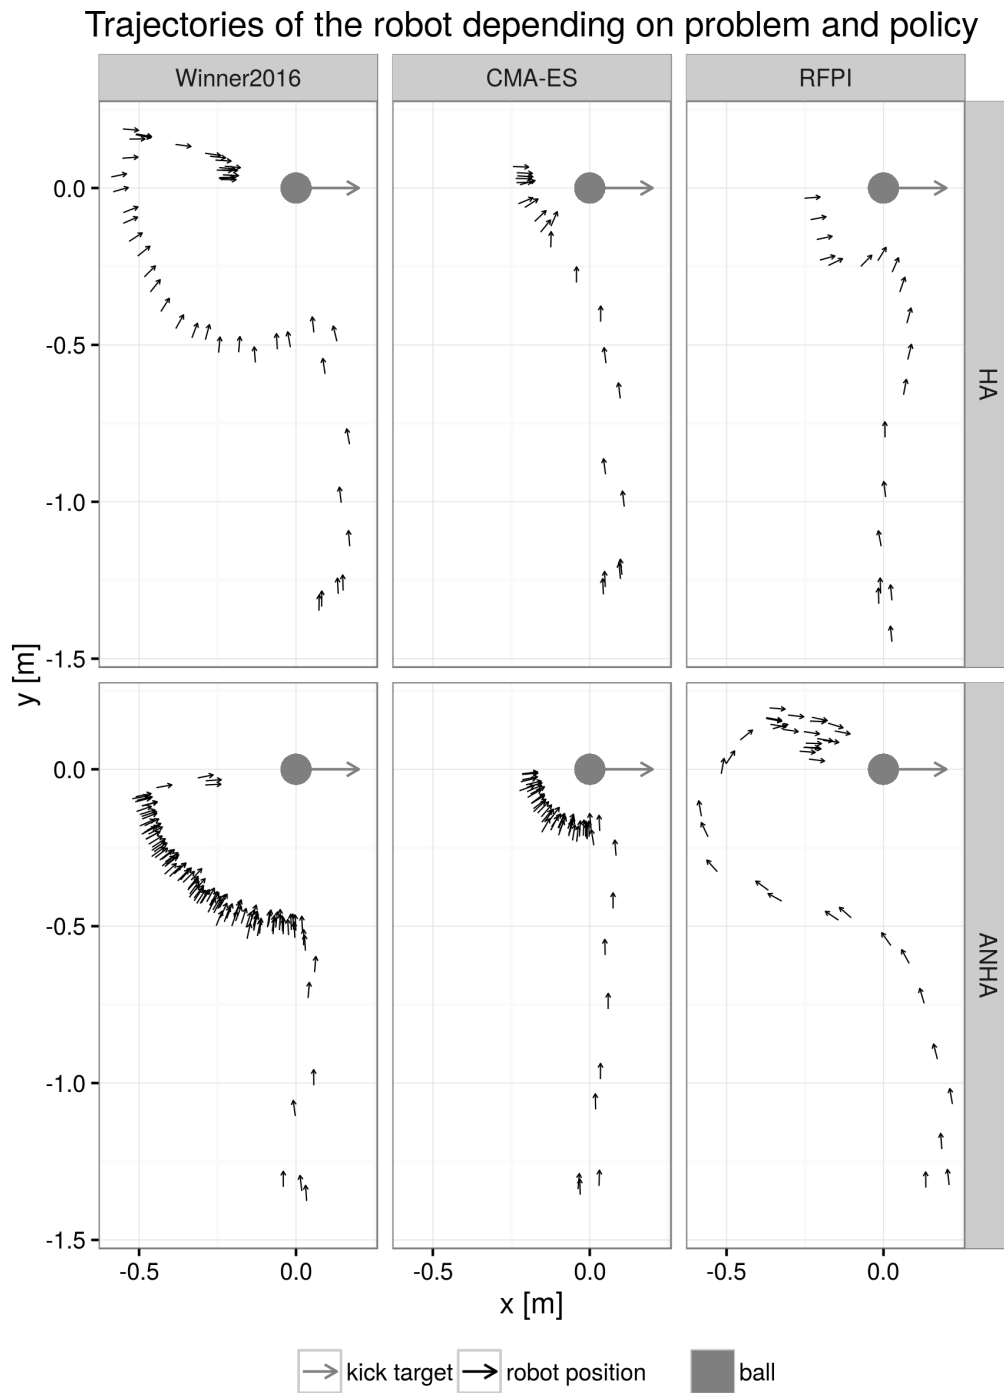 Trajectories of the robot depending on problem and policy
Winner2016 CMA-ES RFPI
0.0
-0.5
-1.0
-1.5
HA
y [m]
0.0
-0.5
-1.0
-1.5
ANHA
-0.5 0.0 -0.5 0.0 -0.5 0.0
x [m]
kick target robot position ball